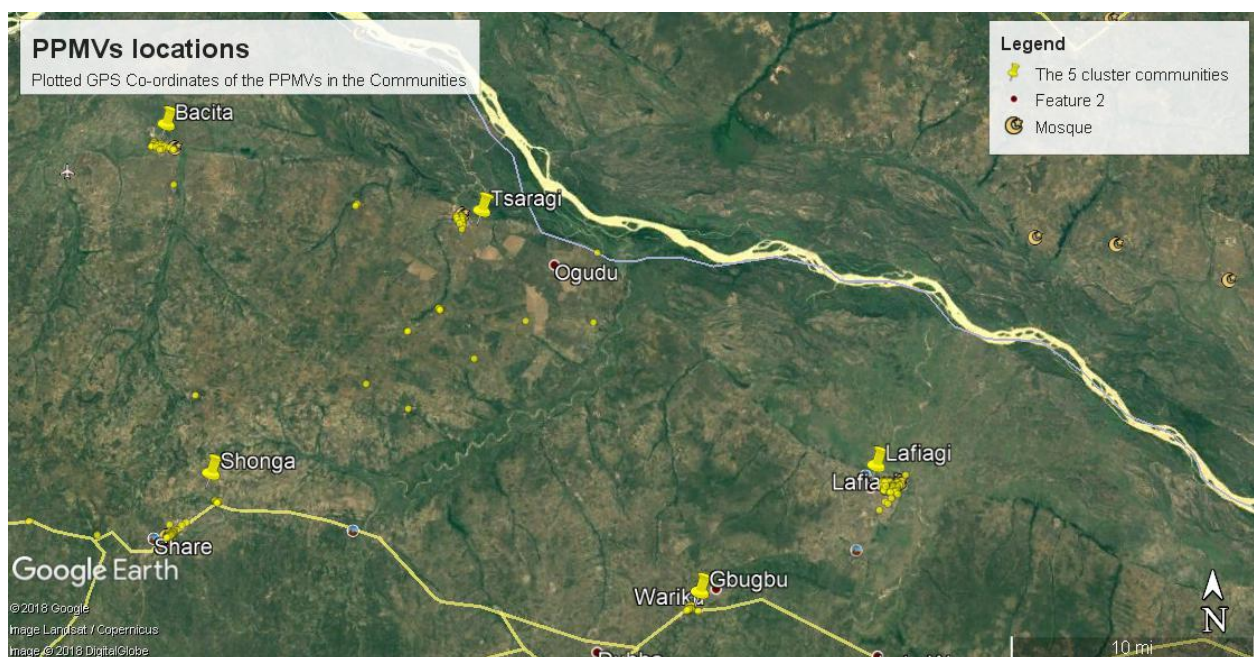 PPMVs locations
Plotted GPS Co-ordinates of the PPMVs in the Communities
Legend
The 5 cluster communities
Feature 2
Mosque
Bacita
Tsaragi
Ogudu
Shonga
Lafiagi
Lafia
Share
Gbugbu
Google Earth
© 2018 Google
Image Landsat / Copernicus
Image © 2018 DigitalGlobe
N
10 mi